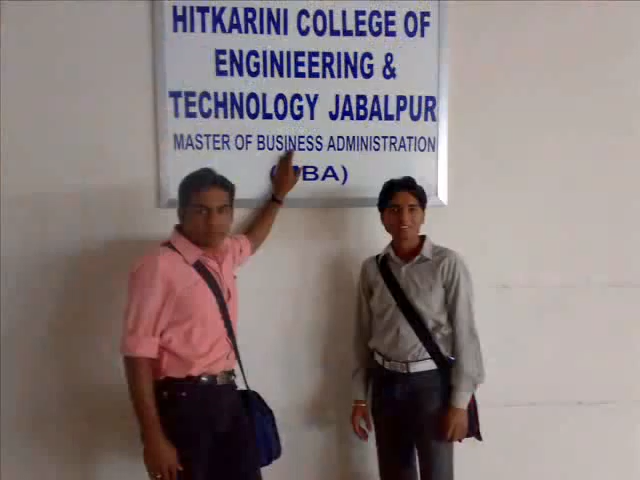 HITKARINI COLLEGE OF
ENGINIEERING &
TECHNOLOGY JABALPUR
MASTER OF BUSINESS ADMINISTRATION